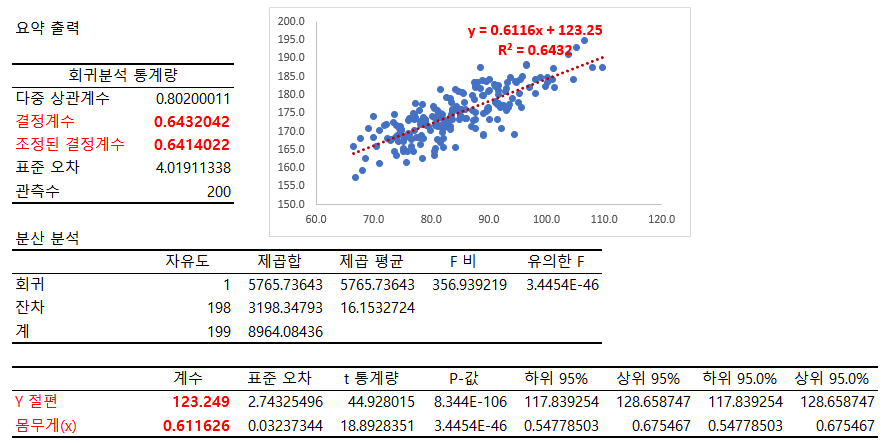 요약 출력
회귀분석 통계량
다중 상관계수 0.80200011
결정계수 0.6432042
조정된 결정계수 0.6414022
표준 오차 4.01911338
관측수 200
y = 0.6116x + 123.25
R² = 0.6432
200.0
195.0
190.0
185.0
180.0
175.0
170.0
165.0
160.0
155.0
150.0
60.0 70.0 80.0 90.0 100.0 110.0 120.0
분산 분석
자유도 제곱합 제곱 평균 F 비 유의한 F
회귀 1 5765.73643 5765.73643 356.939219 3.4454E-46
잔차 198 3198.34793 16.1532724
계 199 8964.08436
계수 표준 오차 t 통계량 P-값 하위 95% 상위 95% 하위 95.0% 상위 95.0%
Y 절편 123.249 2.74325496 44.928015 8.344E-106 117.839254 128.658747 117.839254 128.658747
몸무게(x) 0.611626 0.03237344 18.8928351 3.4454E-46 0.54778503 0.675467 0.54778503 0.675467